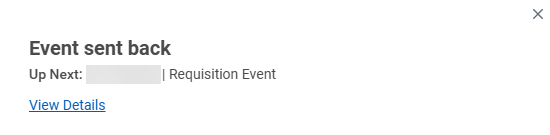 Event sent back
Up Next: | Requisition Event
View Details